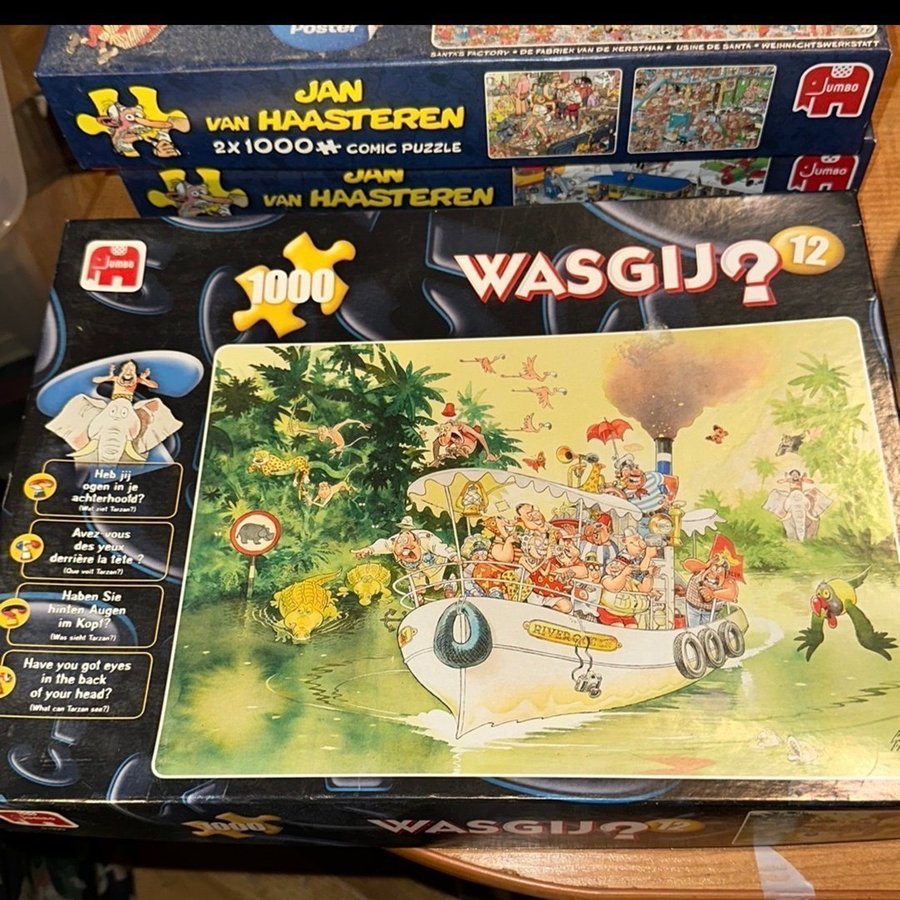 Poster
SANTA'S FACTORY • DE FABRIEK VAN DE KERSTMAN • USINE DE SANTA • WEIHNACHTSWERKSTATT
JAN
VAN HAASTEREN
2X1000 COMIC PUZZLE
JUMBO
JAN
VAN HAASTEREN
JUMBO
JUMBO
1000
WASGIJ?
12
Heb jij
ogen in je
achterhoofd?
(Wat ziet Tarzan?)
Avez vous
des yeux
derrière la tête ?
(Que voit Tarzan?)
Haben Sie
hinten Augen
im Kopf?
(Was sieht Tarzan?)
Have you got eyes
in the back
of your head?
(What can Tarzan see?)
1000
WASGIJ?
12